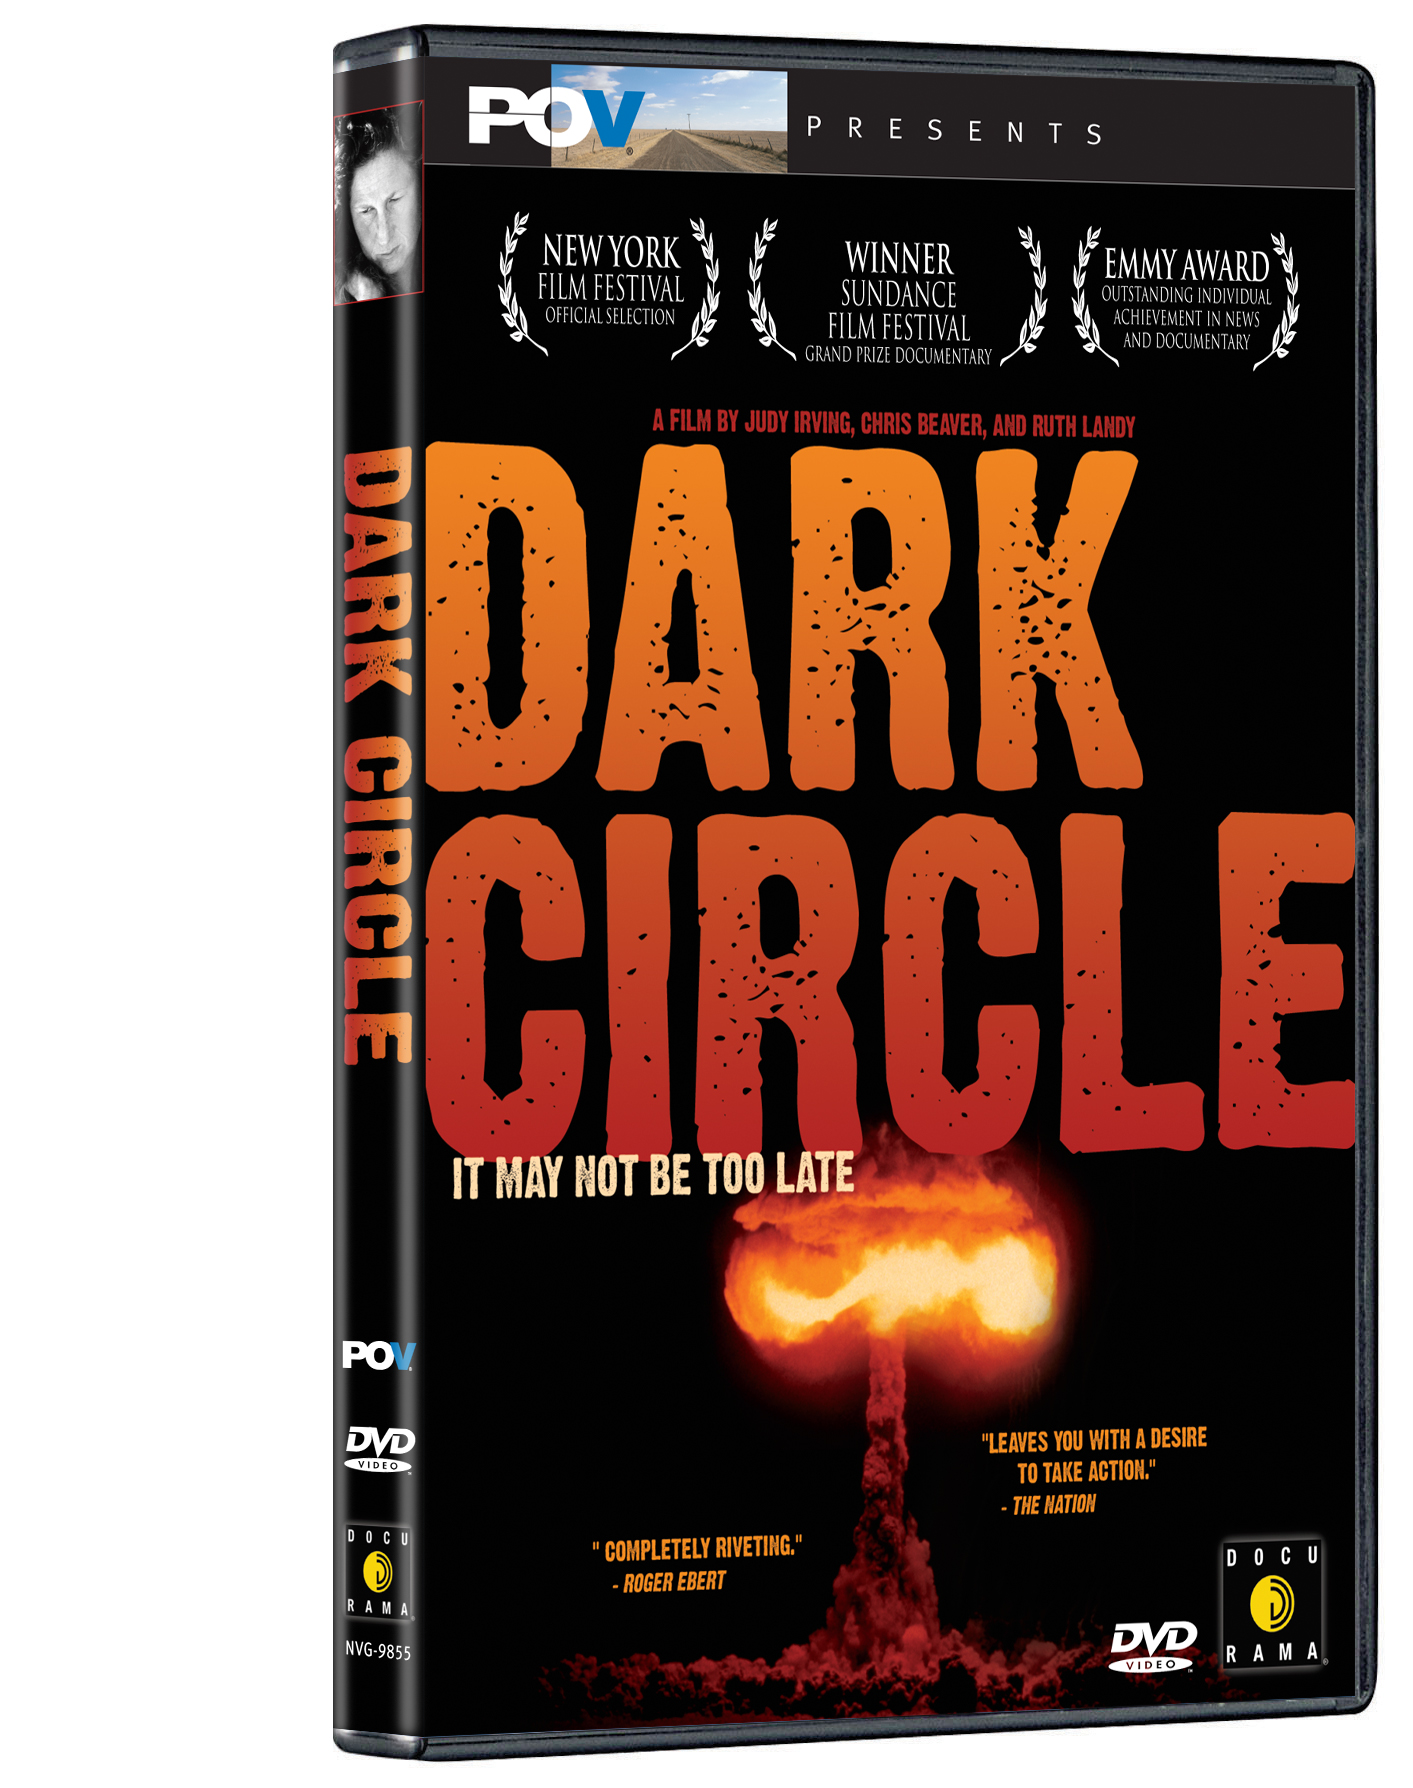 POV® PRESENTS
NEW YORK
FILM FESTIVAL
OFFICIAL SELECTION
WINNER
SUNDANCE
FILM FESTIVAL
GRAND PRIZE DOCUMENTARY
EMMY AWARD
OUTSTANDING INDIVIDUAL
ACHIEVEMENT IN NEWS
AND DOCUMENTARY
A FILM BY JUDY IRVING, CHRIS BEAVER, AND RUTH LANDY
DARK
CIRCLE
IT MAY NOT BE TOO LATE
"LEAVES YOU WITH A DESIRE
TO TAKE ACTION."
- THE NATION
" COMPLETELY RIVETING."
- ROGER EBERT
DVD
VIDEO™
DOCU
RAMA®
DARK CIRCLE
POV®
DVD
VIDEO™
DOCU
RAMA®
NVG-9855